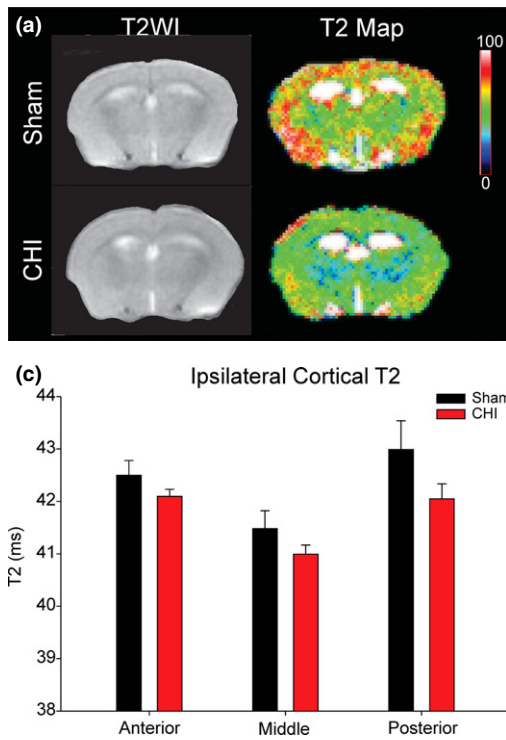 (a) T2WI T2 Map
100
Sham
0
CHI
(c) Ipsilateral Cortical T2
44
Sham
CHI
43
42
41
40
39
38
T2 (ms)
Anterior Middle Posterior